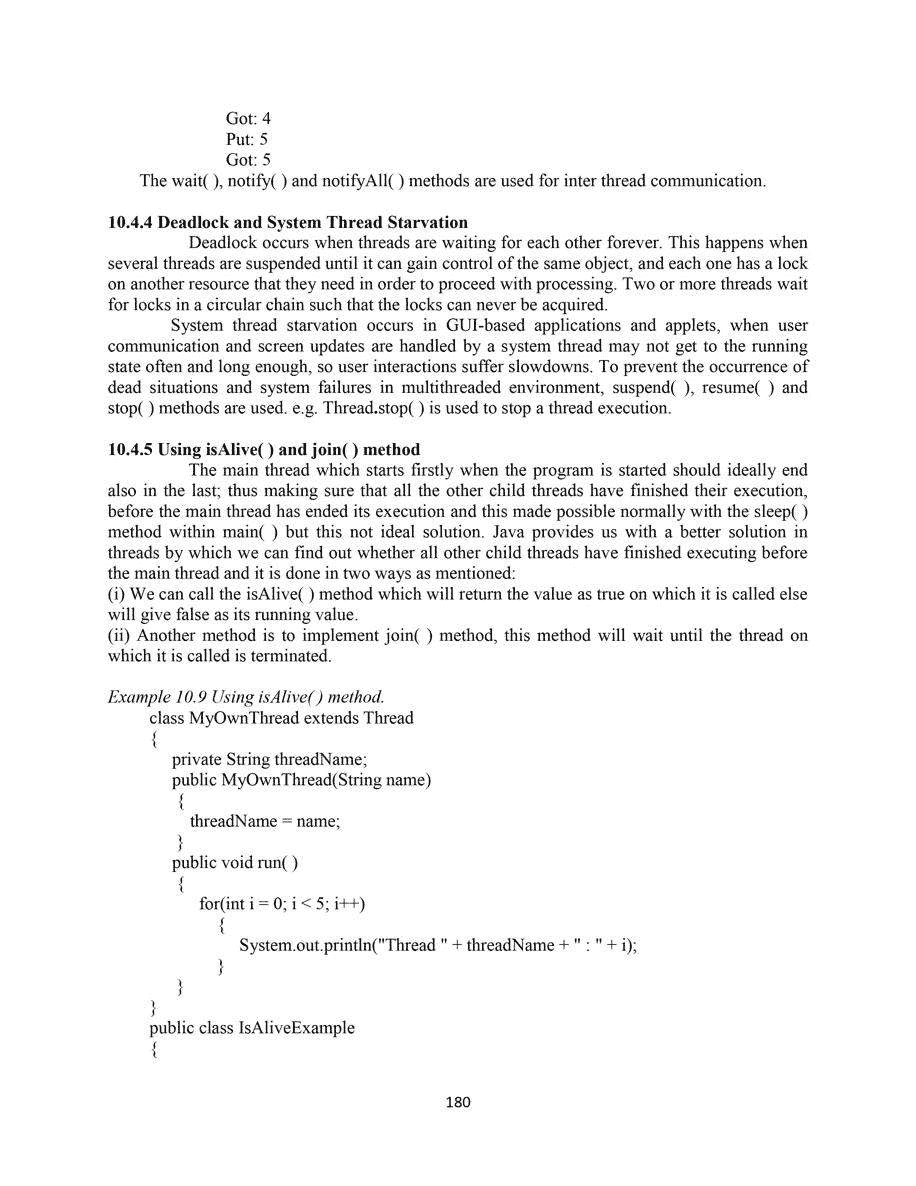 Got: 4
Put: 5
Got: 5
The wait( ), notify( ) and notifyAll( ) methods are used for inter thread communication.
10.4.4 Deadlock and System Thread Starvation
Deadlock occurs when threads are waiting for each other forever. This happens when
several threads are suspended until it can gain control of the same object, and each one has a lock
on another resource that they need in order to proceed with processing. Two or more threads wait
for locks in a circular chain such that the locks can never be acquired.
System thread starvation occurs in GUI-based applications and applets, when user
communication and screen updates are handled by a system thread may not get to the running
state often and long enough, so user interactions suffer slowdowns. To prevent the occurrence of
dead situations and system failures in multithreaded environment, suspend( ), resume( ) and
stop( ) methods are used. e.g. Thread.stop( ) is used to stop a thread execution.
10.4.5 Using isAlive( ) and join( ) method
The main thread which starts firstly when the program is started should ideally end
also in the last; thus making sure that all the other child threads have finished their execution,
before the main thread has ended its execution and this made possible normally with the sleep( )
method within main( ) but this not ideal solution. Java provides us with a better solution in
threads by which we can find out whether all other child threads have finished executing before
the main thread and it is done in two ways as mentioned:
(i) We can call the isAlive( ) method which will return the value as true on which it is called else
will give false as its running value.
(ii) Another method is to implement join( ) method, this method will wait until the thread on
which it is called is terminated.
Example 10.9 Using isAlive( ) method.
class MyOwnThread extends Thread
{
private String threadName;
public MyOwnThread(String name)
{
threadName = name;
}
public void run( )
{
for(int i = 0; i < 5; i++)
{
System.out.println("Thread " + threadName + " : " + i);
}
}
}
public class IsAliveExample
{
180